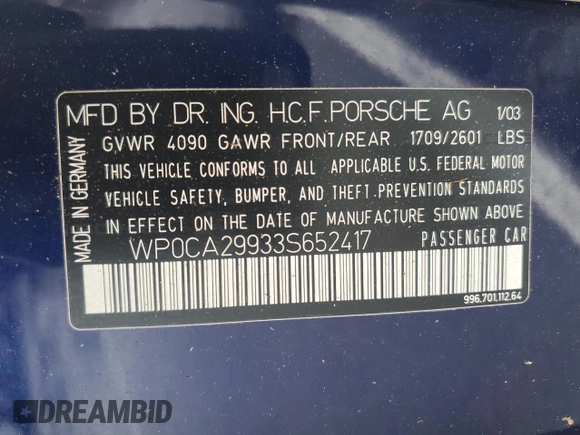 MFD BY DR. ING. H.C.F. PORSCHE AG 1/03
GVWR 4090 GAWR FRONT/REAR 1709/2601 LBS
THIS VEHICLE CONFORMS TO ALL APPLICABLE U.S. FEDERAL MOTOR
VEHICLE SAFETY, BUMPER, AND THEFT PREVENTION STANDARDS
IN EFFECT ON THE DATE OF MANUFACTURE SHOWN ABOVE
WP0CA29933S652417 PASSENGER CAR
MADE IN GERMANY
996.701.112.64
DREAMBID